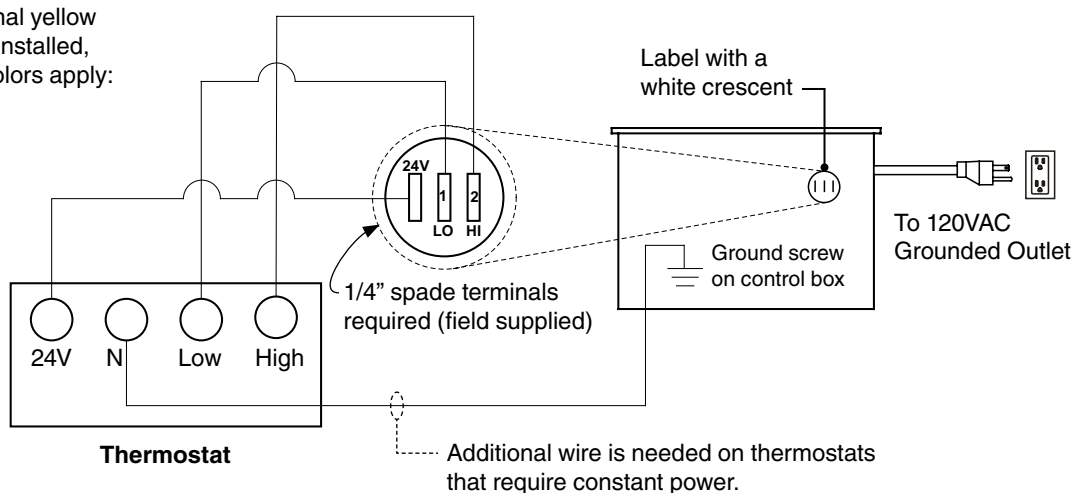 nal yellow
nstalled,
olors apply:
Label with a
white crescent
24V
1
2
LO HI
To 120VAC
Grounded Outlet
Ground screw
on control box
1/4” spade terminals
required (field supplied)
24V N Low High
Thermostat
Additional wire is needed on thermostats
that require constant power.